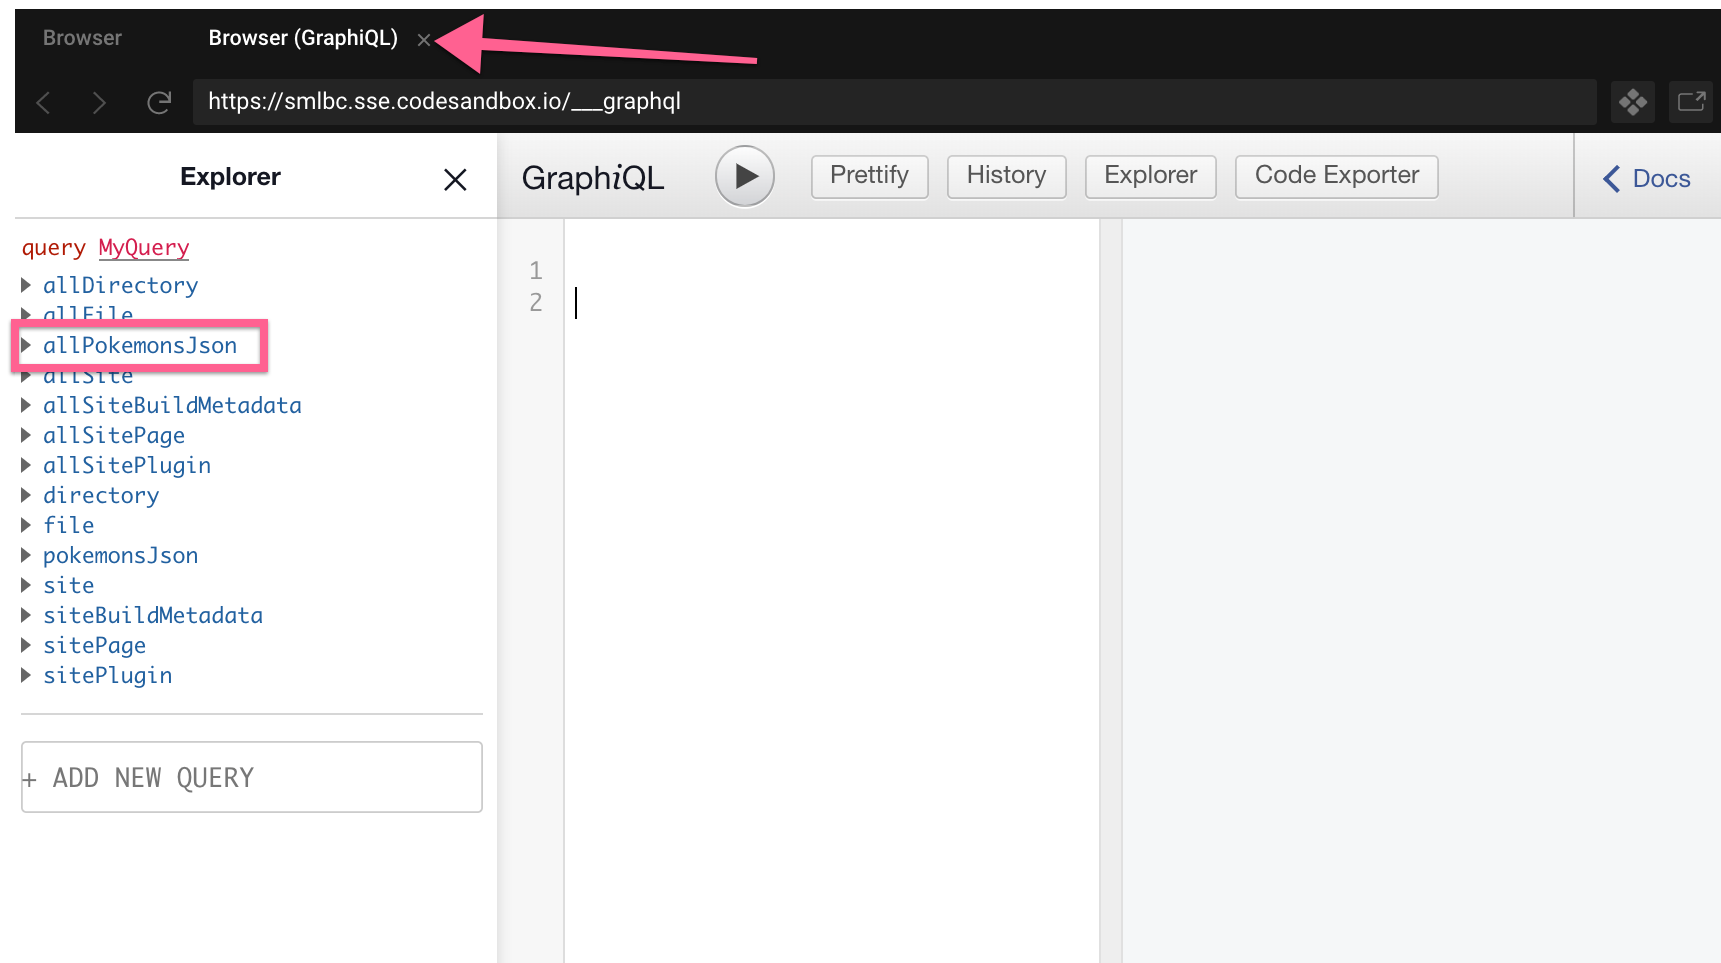 Browser Browser (GraphiQL) ×
https://smlbc.sse.codesandbox.io/___graphql
Explorer
GraphiQL Prettify History Explorer Code Exporter Docs
query MyQuery
allDirectory
allFile
allPokemonsJson
allSite
allSiteBuildMetadata
allSitePage
allSitePlugin
directory
file
pokemonsJson
site
siteBuildMetadata
sitePage
sitePlugin
+ ADD NEW QUERY
1
2